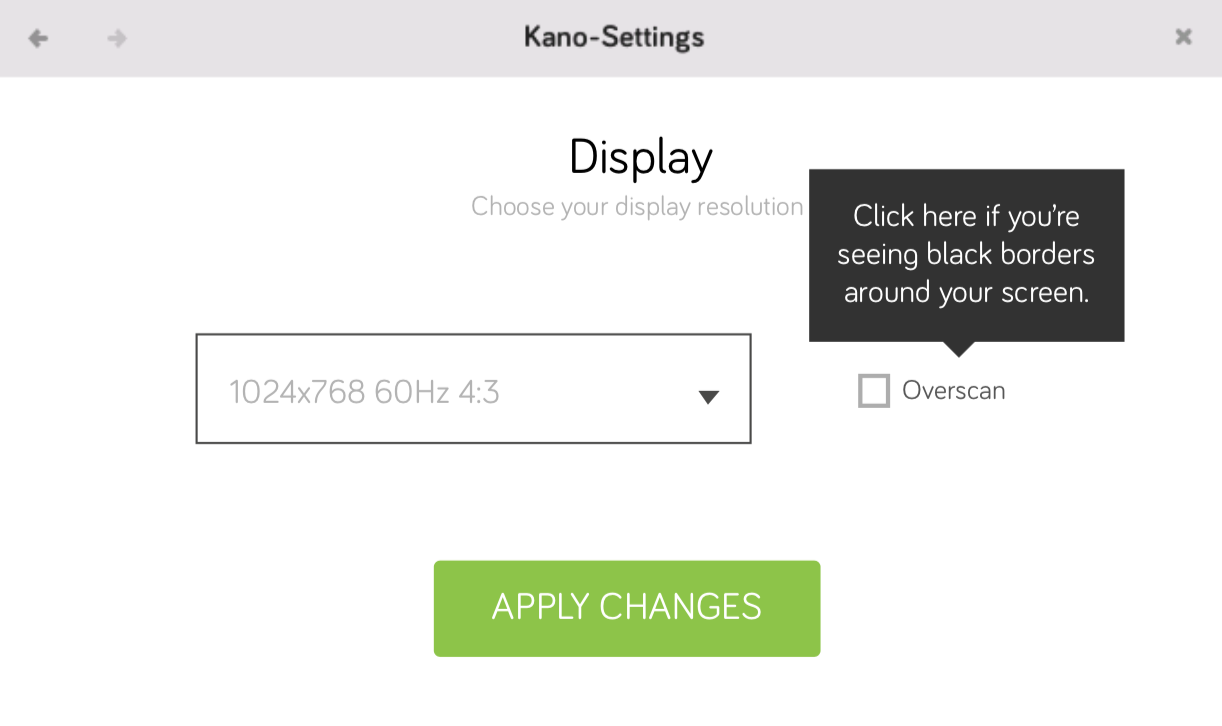 Kano-Settings
Display
Choose your display resolution
Click here if you're
seeing black borders
around your screen.
1024x768 60Hz 4:3
Overscan
APPLY CHANGES